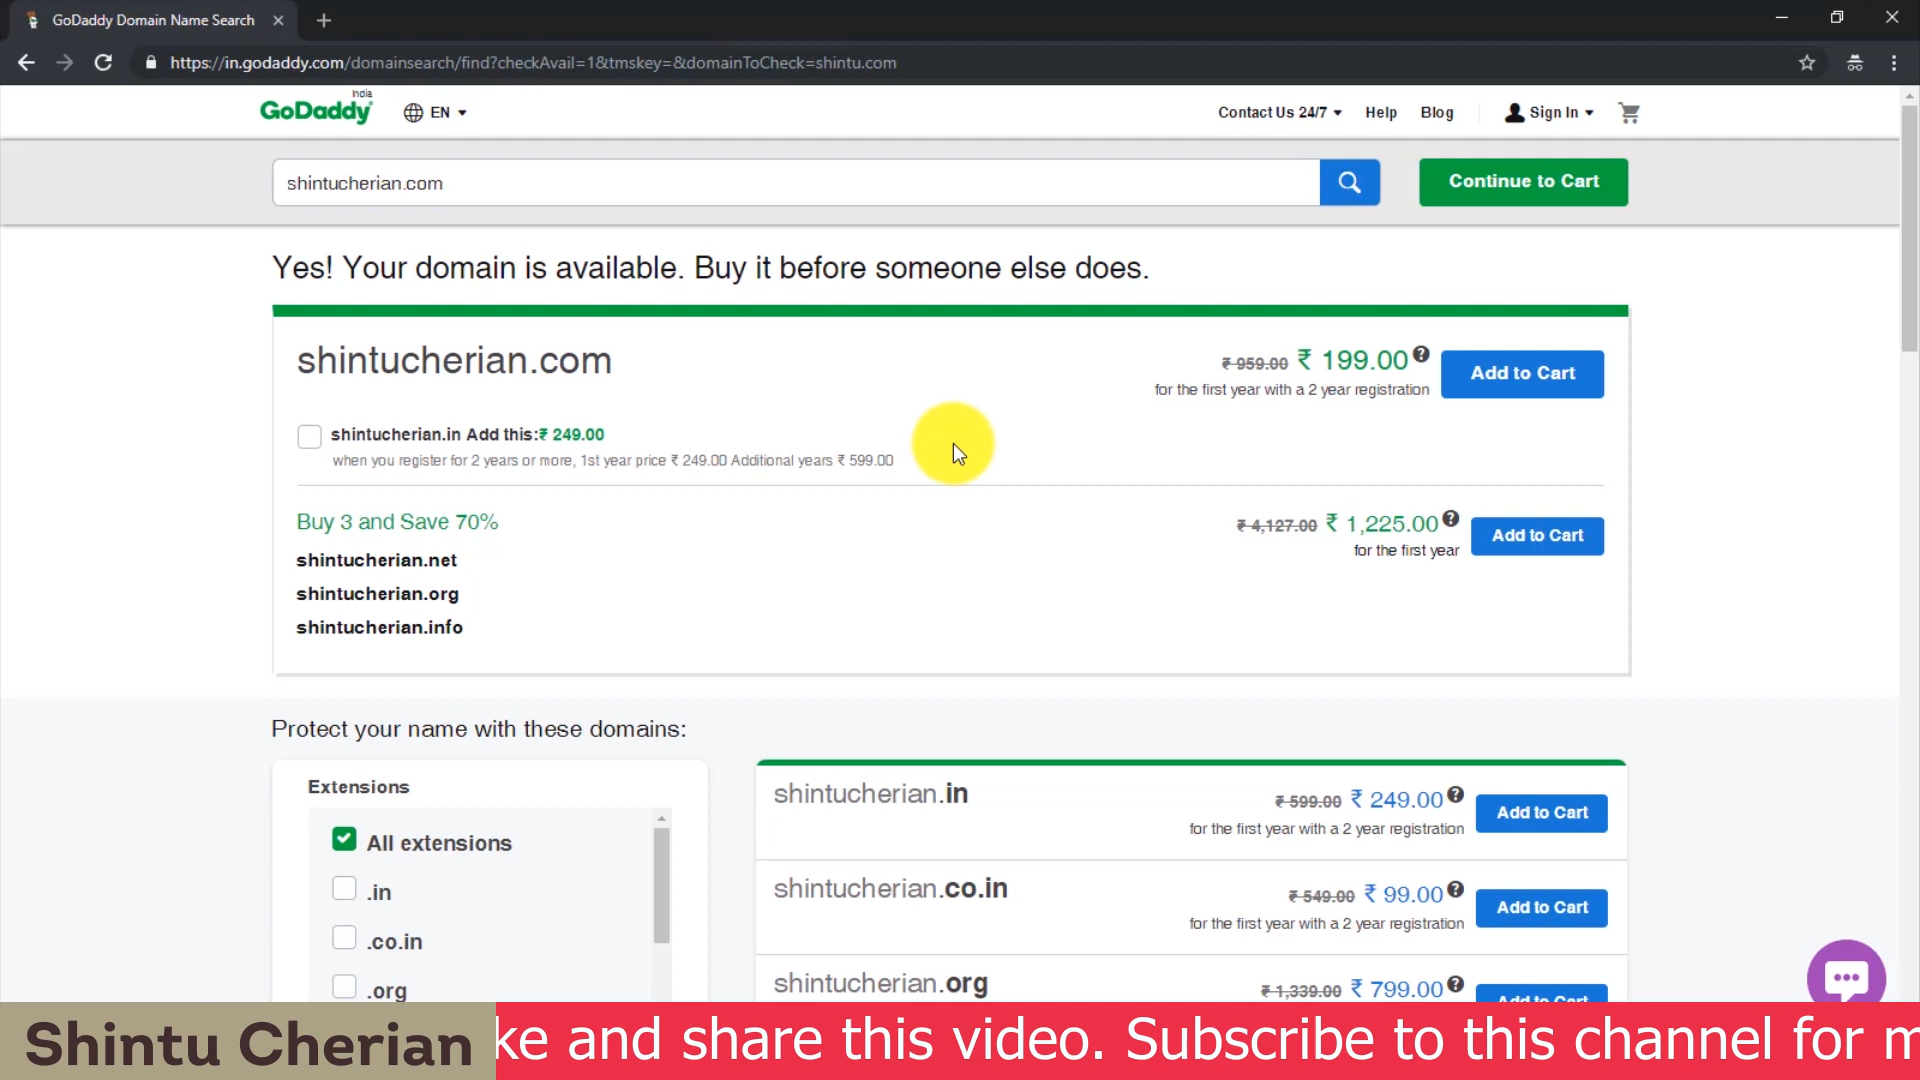 GoDaddy Domain Name Search
https://in.godaddy.com/domainsearch/find?checkAvail=1&tmskey=&domainToCheck=shintu.com
GoDaddy India
EN
Contact Us 24/7
Help
Blog
Sign In
shintucherian.com
Continue to Cart
Yes! Your domain is available. Buy it before someone else does.
shintucherian.com
₹ 959.00 ₹ 199.00 ?
for the first year with a 2 year registration
Add to Cart
shintucherian.in Add this:₹ 249.00
when you register for 2 years or more, 1st year price ₹ 249.00 Additional years ₹ 599.00
Buy 3 and Save 70%
₹ 4,127.00 ₹ 1,225.00 ?
for the first year
Add to Cart
shintucherian.net
shintucherian.org
shintucherian.info
Protect your name with these domains:
Extensions
All extensions
.in
.co.in
.org
shintucherian.in
₹ 599.00 ₹ 249.00 ?
for the first year with a 2 year registration
Add to Cart
shintucherian.co.in
₹ 549.00 ₹ 99.00 ?
for the first year with a 2 year registration
Add to Cart
shintucherian.org
₹ 1,339.00 ₹ 799.00 ?
Add to Cart
Shintu Cherian
ke and share this video. Subscribe to this channel for m